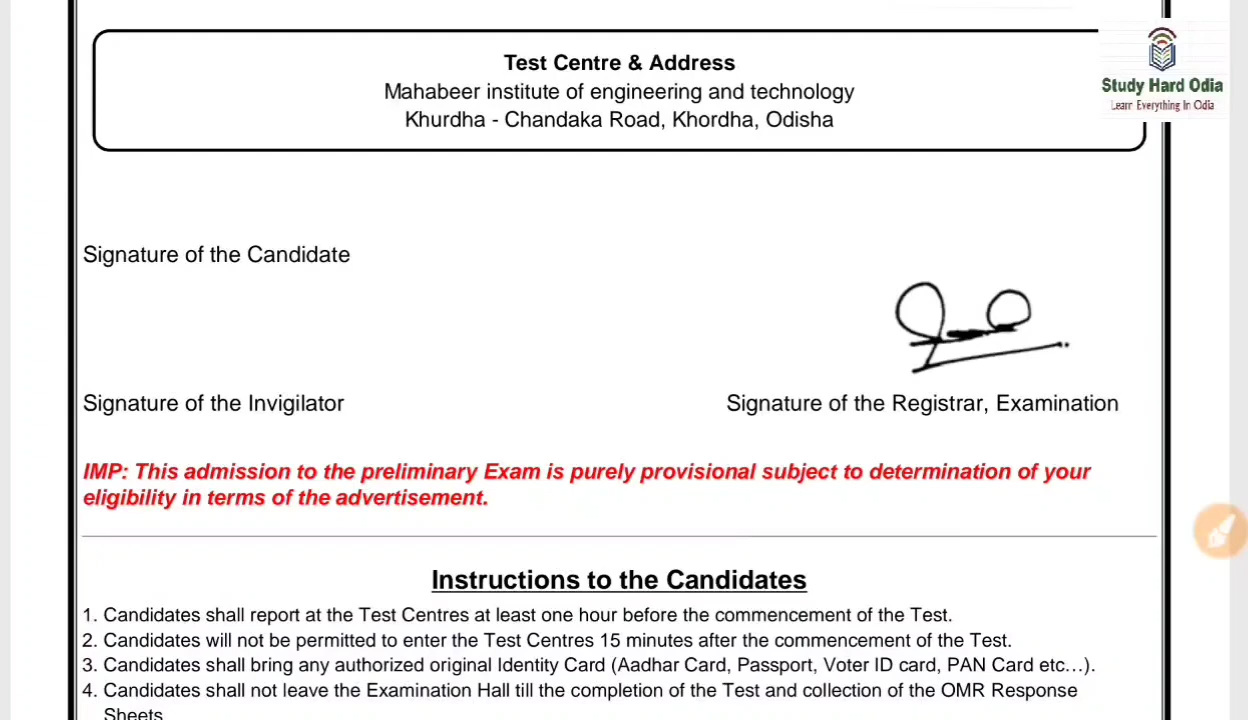 Test Centre & Address
Mahabeer institute of engineering and technology
Khurdha - Chandaka Road, Khordha, Odisha
Study Hard Odia
Learn Everything In Odia
Signature of the Candidate
Signature of the Invigilator
Signature of the Registrar, Examination
IMP: This admission to the preliminary Exam is purely provisional subject to determination of your
eligibility in terms of the advertisement.
Instructions to the Candidates
1. Candidates shall report at the Test Centres at least one hour before the commencement of the Test.
2. Candidates will not be permitted to enter the Test Centres 15 minutes after the commencement of the Test.
3. Candidates shall bring any authorized original Identity Card (Aadhar Card, Passport, Voter ID card, PAN Card etc...).
4. Candidates shall not leave the Examination Hall till the completion of the Test and collection of the OMR Response
Sheets